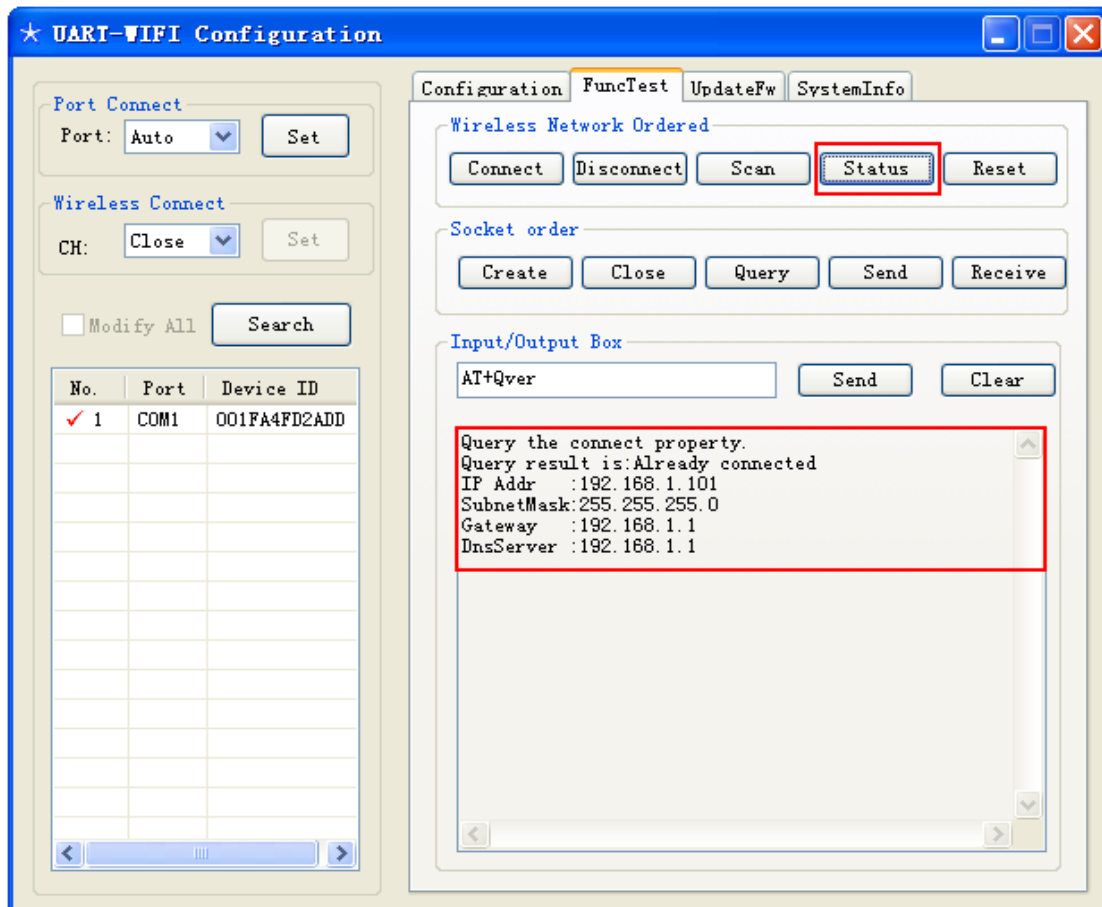 UART-WIFI Configuration
Port Connect
Port: Auto Set
Wireless Connect
CH: Close Set
Modify All Search
No. Port Device ID
1 COM1 001FA4FD2ADD
Configuration FuncTest UpdateFw SystemInfo
Wireless Network Ordered
Connect Disconnect Scan Status Reset
Socket order
Create Close Query Send Receive
Input/Output Box
AT+Qver Send Clear
Query the connect property.
Query result is:Already connected
IP Addr :192.168.1.101
SubnetMask:255.255.255.0
Gateway :192.168.1.1
DnsServer :192.168.1.1